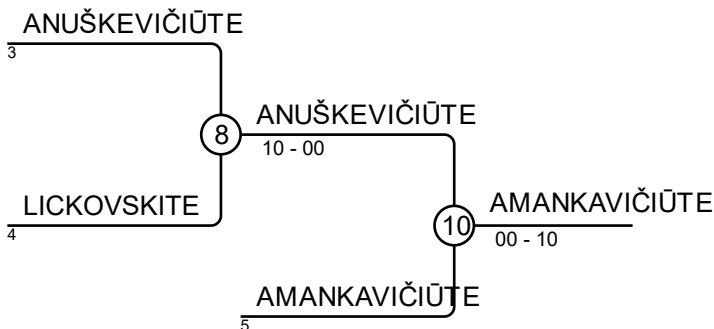 ANUŠKEVIČIŪTE
3
8
ANUŠKEVIČIŪTE
10 - 00
LICKOVSKITE
4
10
AMANKAVIČIŪTE
00 - 10
AMANKAVIČIŪTE
5